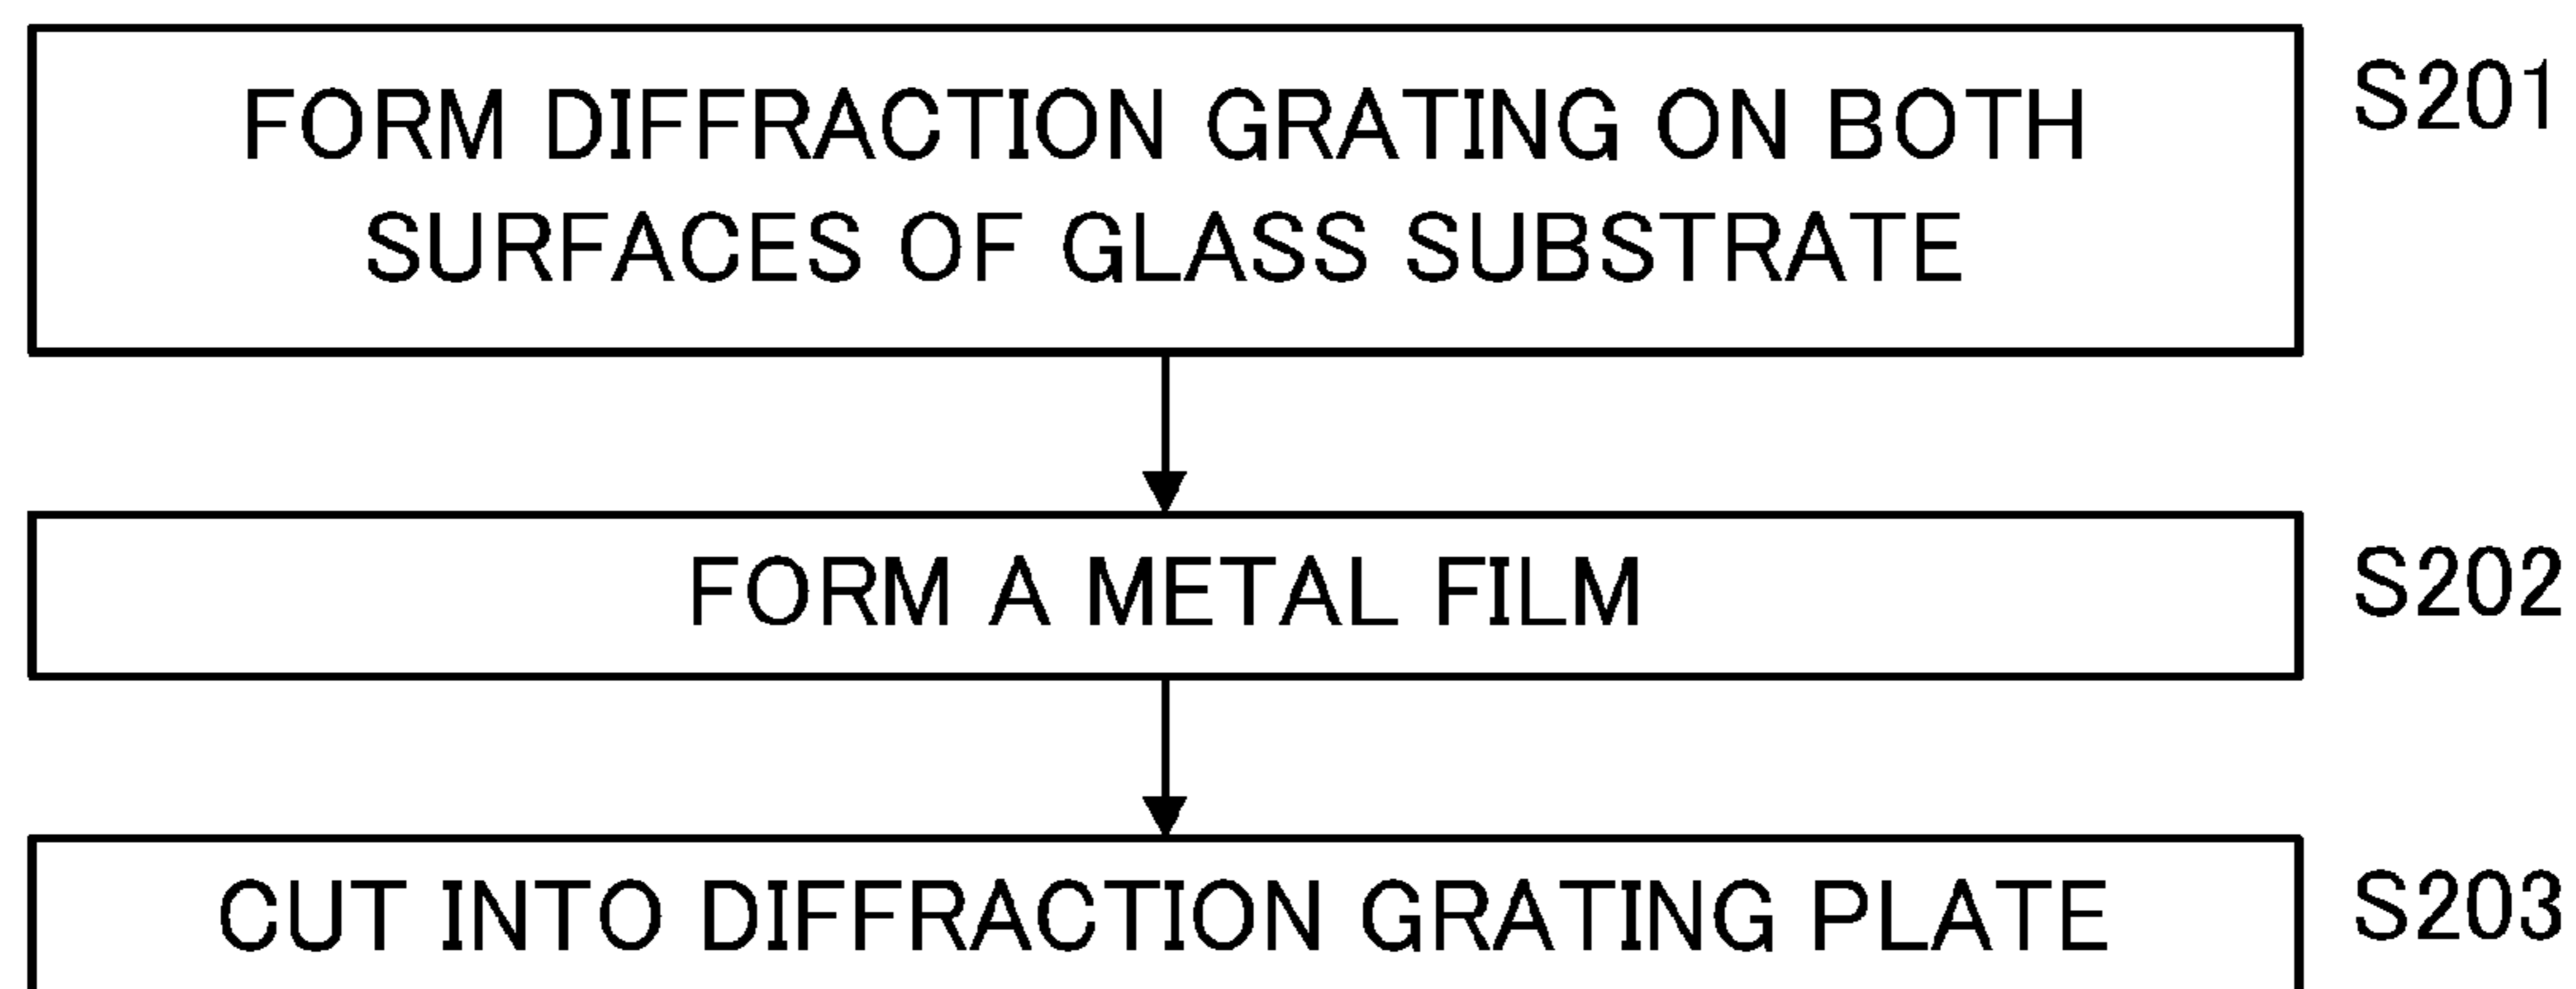 FORM DIFFRACTION GRATING ON BOTH
SURFACES OF GLASS SUBSTRATE
S201
FORM A METAL FILM
S202
CUT INTO DIFFRACTION GRATING PLATE
S203